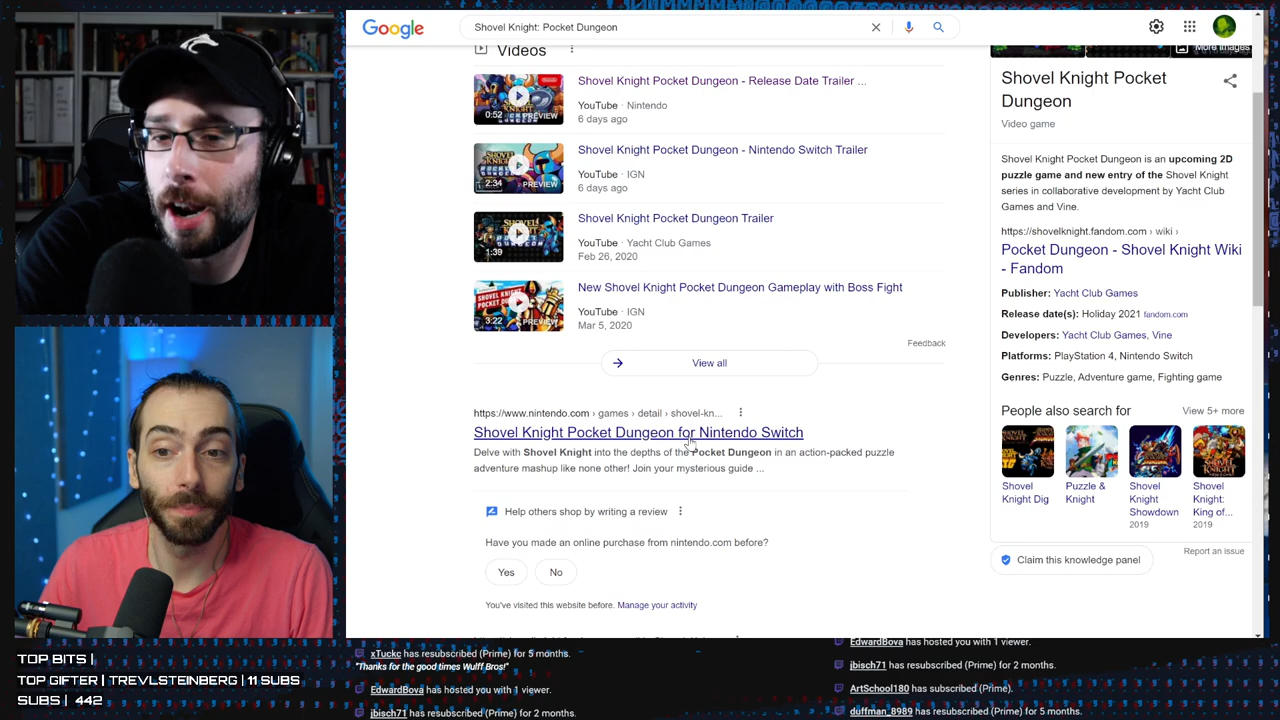 Google
Shovel Knight: Pocket Dungeon
Videos
Shovel Knight Pocket Dungeon - Release Date Trailer ...
YouTube · Nintendo
6 days ago
0:52
PREVIEW
Shovel Knight Pocket Dungeon - Nintendo Switch Trailer
YouTube · IGN
6 days ago
2:34
PREVIEW
Shovel Knight Pocket Dungeon Trailer
YouTube · Yacht Club Games
Feb 26, 2020
1:39
New Shovel Knight Pocket Dungeon Gameplay with Boss Fight
YouTube · IGN
Mar 5, 2020
3:22
PREVIEW
Feedback
View all
https://www.nintendo.com › games › detail › shovel-kn...
Shovel Knight Pocket Dungeon for Nintendo Switch
Delve with Shovel Knight into the depths of the Pocket Dungeon in an action-packed puzzle
adventure mashup like none other! Join your mysterious guide ...
Help others shop by writing a review
Have you made an online purchase from nintendo.com before?
Yes
No
You've visited this website before. Manage your activity
More images
Shovel Knight Pocket
Dungeon
Video game
Shovel Knight Pocket Dungeon is an upcoming 2D
puzzle game and new entry of the Shovel Knight
series in collaborative development by Yacht Club
Games and Vine.
https://shovelknight.fandom.com › wiki ›
Pocket Dungeon - Shovel Knight Wiki
- Fandom
Publisher: Yacht Club Games
Release date(s): Holiday 2021 fandom.com
Developers: Yacht Club Games, Vine
Platforms: PlayStation 4, Nintendo Switch
Genres: Puzzle, Adventure game, Fighting game
People also search for
View 5+ more
Shovel
Knight Dig
Puzzle &
Knight
Shovel
Knight
Showdown
2019
Shovel
Knight:
King of...
2019
Claim this knowledge panel
Report an issue
TOP BITS |
TOP GIFTER | TREVLSTEINBERG | 11 SUBS
SUBS | 442
xTuckc has resubscribed (Prime) for 5 months.
"Thanks for the good times Wulff Bros!"
EdwardBova has hosted you with 1 viewer.
jbisch71 has resubscribed (Prime) for 2 months.
EdwardBova has hosted you with 1 viewer.
jbisch71 has resubscribed (Prime) for 2 months.
ArtSchool180 has subscribed (Prime).
duffman_8989 has resubscribed (Prime) for 5 months.